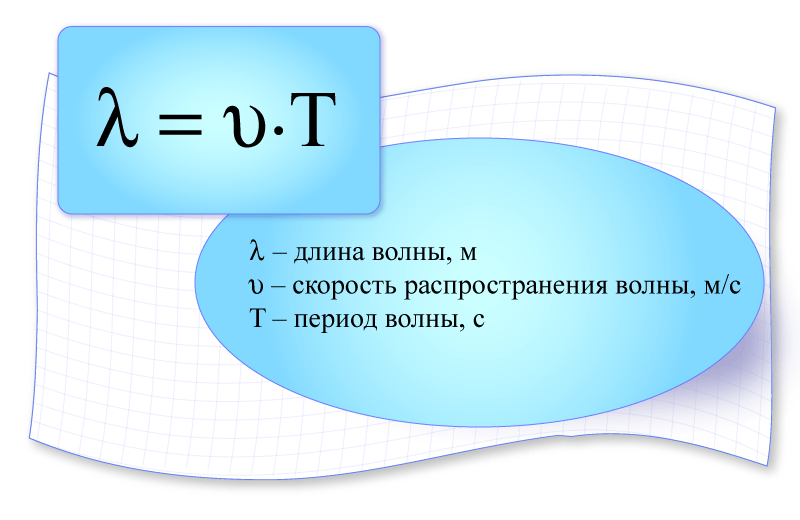 λ = υ·T
λ – длина волны, м
υ – скорость распространения волны, м/с
T – период волны, с